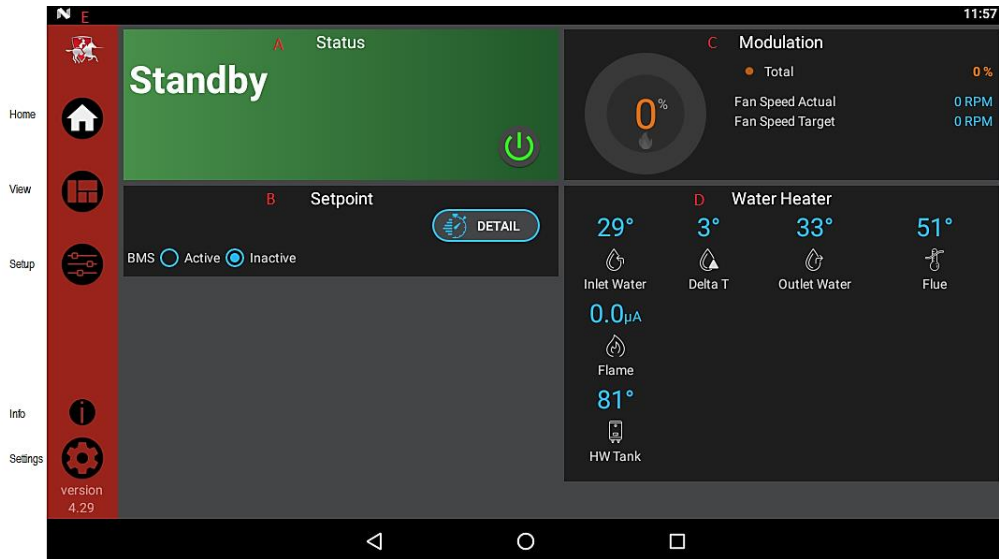 E
11:57
A Status
Standby
C Modulation
0%
Total 0 %
Fan Speed Actual 0 RPM
Fan Speed Target 0 RPM
Home
View
Setup
Info
Settings
version
4.29
B Setpoint
DETAIL
BMS Active Inactive
D Water Heater
29° 3° 33° 51°
Inlet Water Delta T Outlet Water Flue
0.0µA
Flame
81°
HW Tank